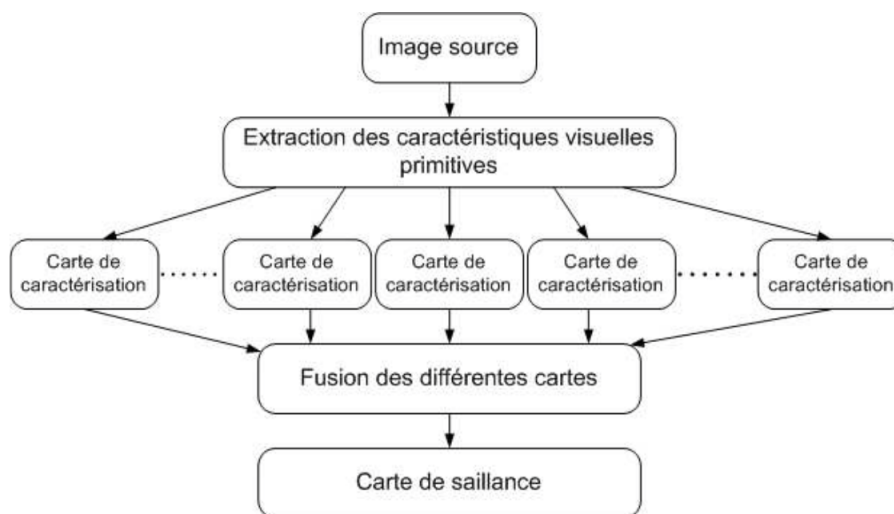 Image source
Extraction des caractéristiques visuelles
primitives
Carte de
caractérisation
Carte de
caractérisation
Carte de
caractérisation
Carte de
caractérisation
Carte de
caractérisation
Fusion des différentes cartes
Carte de saillance